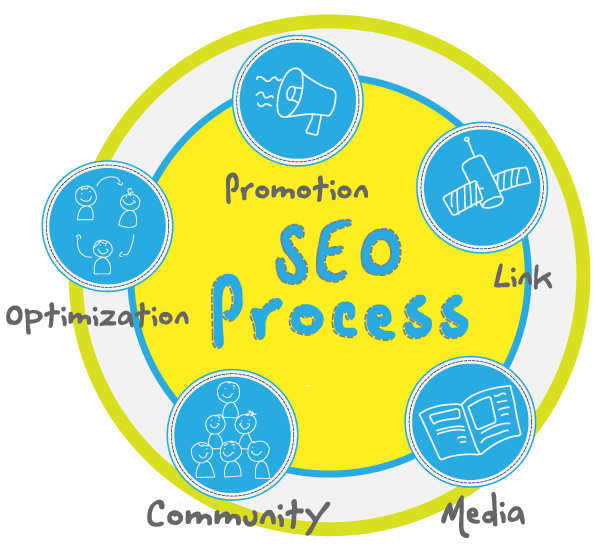 Promotion
SEO
Process
Link
Optimization
Community
Media